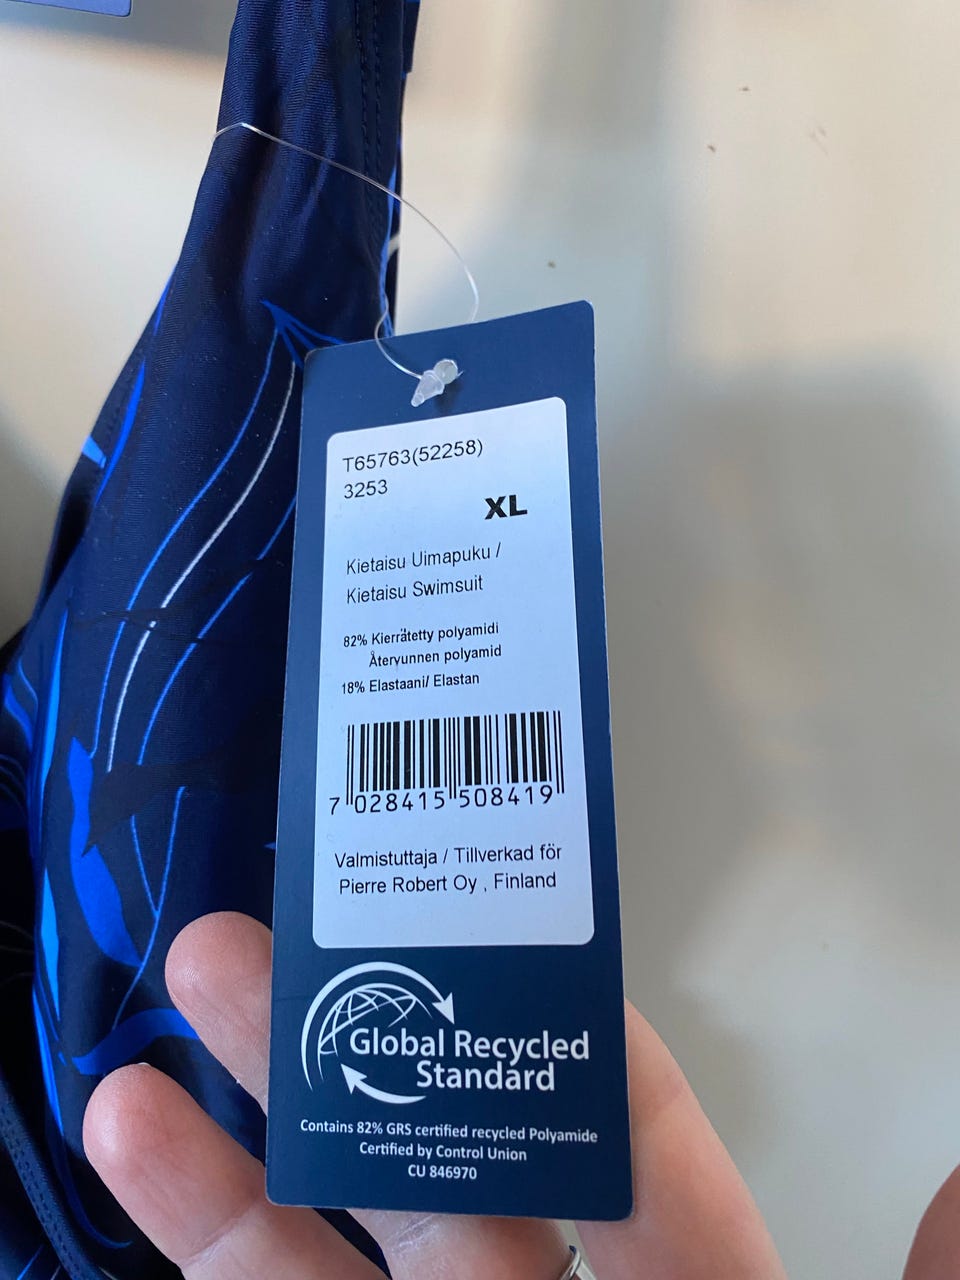 T65763(52258)
3253
XL
Kietaisu Uimapuku /
Kietaisu Swimsuit
82% Kierrätetty polyamidi
Återvunnen polyamid
18% Elastaani/ Elastan
7 028415 508419
Valmistuttaja / Tillverkad för
Pierre Robert Oy , Finland
Global Recycled
Standard
Contains 82% GRS certified recycled Polyamide
Certified by Control Union
CU 846970